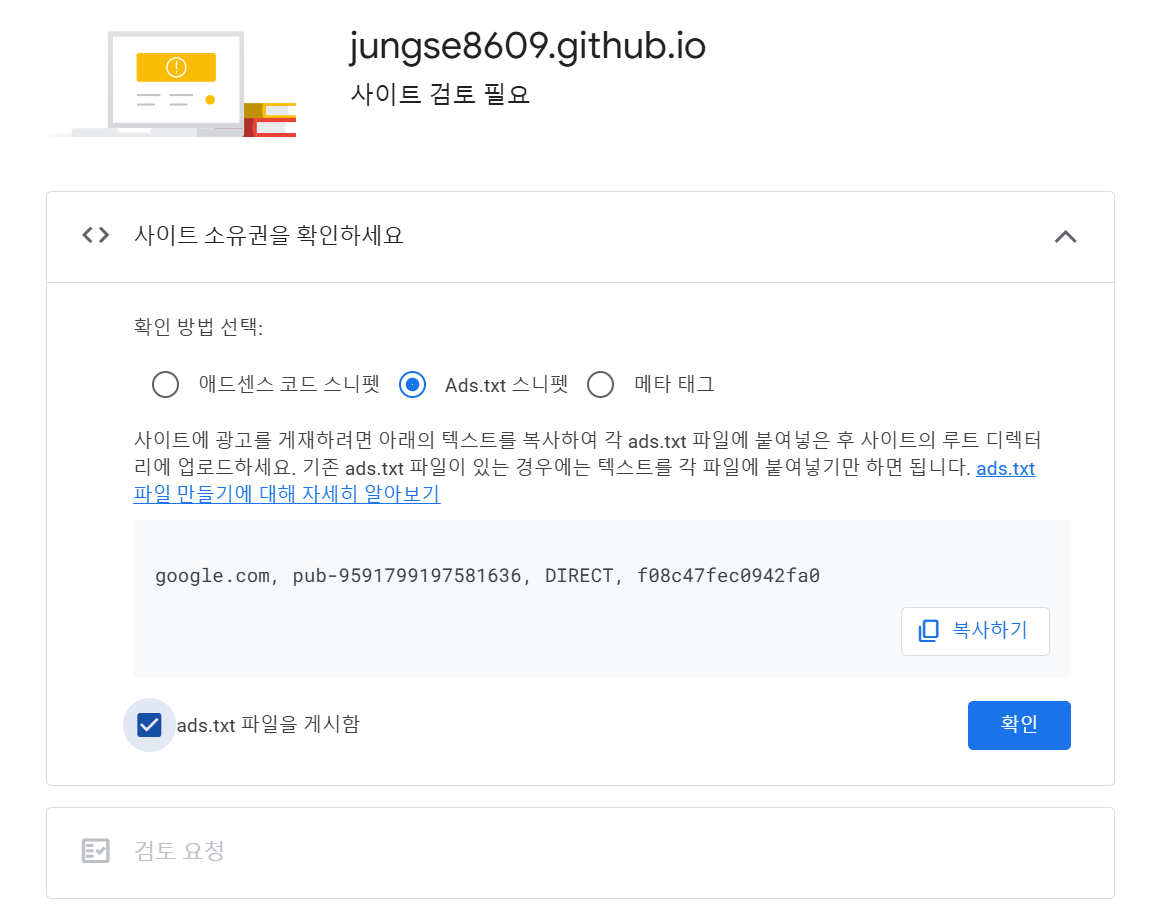 jungse8609.github.io
사이트 검토 필요
사이트 소유권을 확인하세요
확인 방법 선택:
애드센스 코드 스니펫 Ads.txt 스니펫 메타 태그
사이트에 광고를 게재하려면 아래의 텍스트를 복사하여 각 ads.txt 파일에 붙여넣은 후 사이트의 루트 디렉터
리에 업로드하세요. 기존 ads.txt 파일이 있는 경우에는 텍스트를 각 파일에 붙여넣기만 하면 됩니다. ads.txt
파일 만들기에 대해 자세히 알아보기
google.com, pub-9591799197581636, DIRECT, f08c47fec0942fa0
복사하기
ads.txt 파일을 게시함
확인
검토 요청